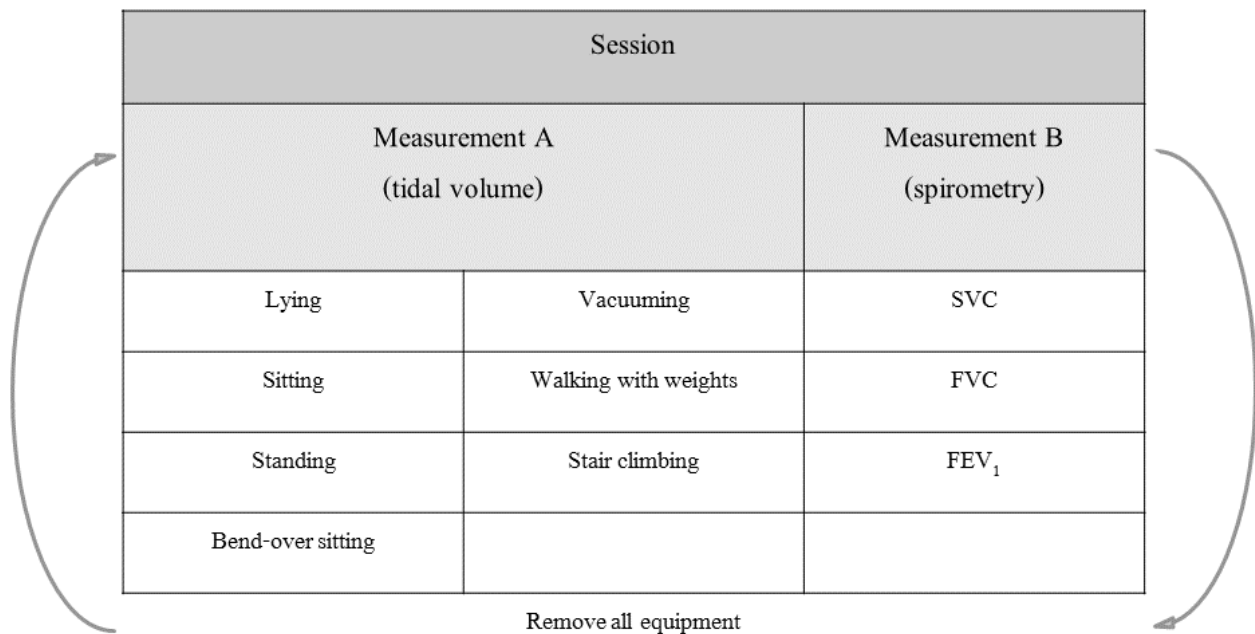 Session
Measurement A
(tidal volume)
Measurement B
(spirometry)
Lying
Vacuuming
SVC
Sitting
Walking with weights
FVC
Standing
Stair climbing
FEV₁
Bend-over sitting
Remove all equipment